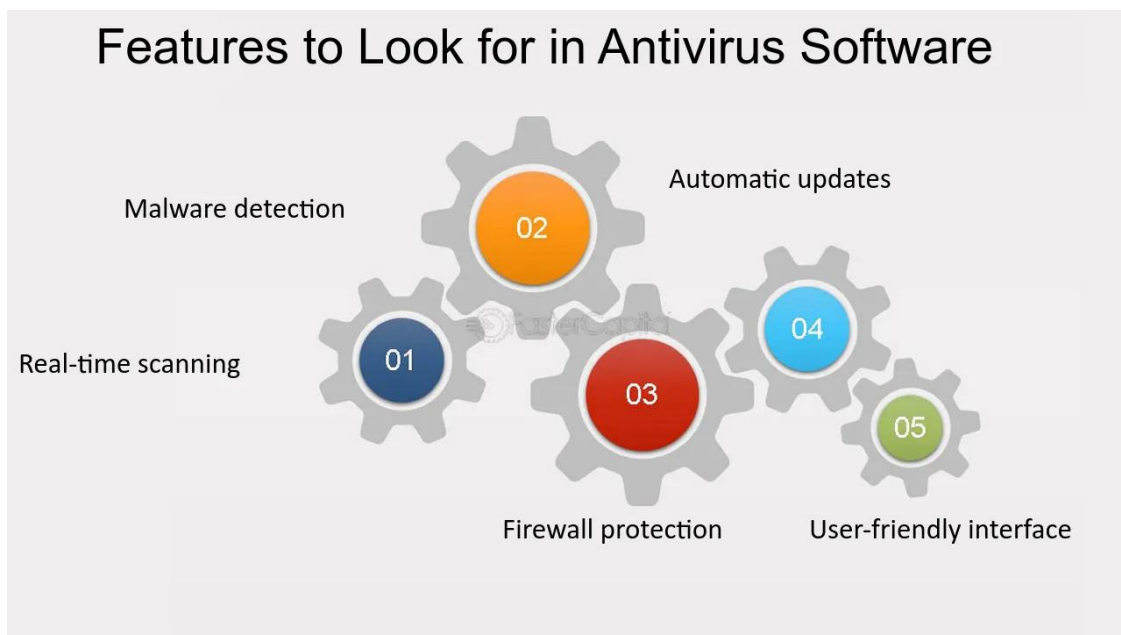 Features to Look for in Antivirus Software
Automatic updates
Malware detection
02
04
FasterCapital
01
Real-time scanning
03
05
Firewall protection
User-friendly interface